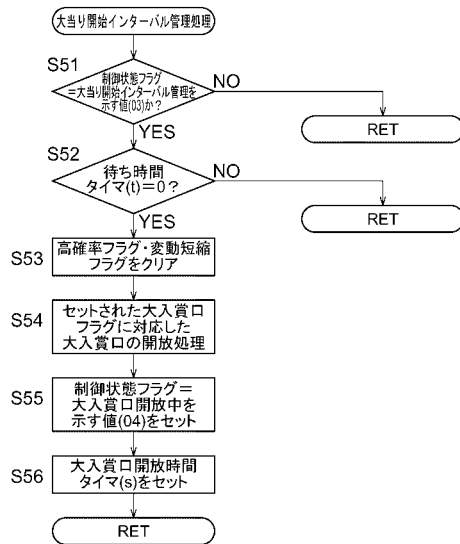 大当り開始インターバル管理処理
S51
制御状態フラグ
＝大当り開始インターバル管理を
示す値(03)か？
NO
RET
YES
S52
待ち時間
タイマ(t)＝0？
NO
RET
YES
S53
高確率フラグ・変動短縮
フラグをクリア
S54
セットされた大入賞口
フラグに対応した
大入賞口の開放処理
S55
制御状態フラグ＝
大入賞口開放中を
示す値(04)をセット
S56
大入賞口開放時間
タイマ(s)をセット
RET